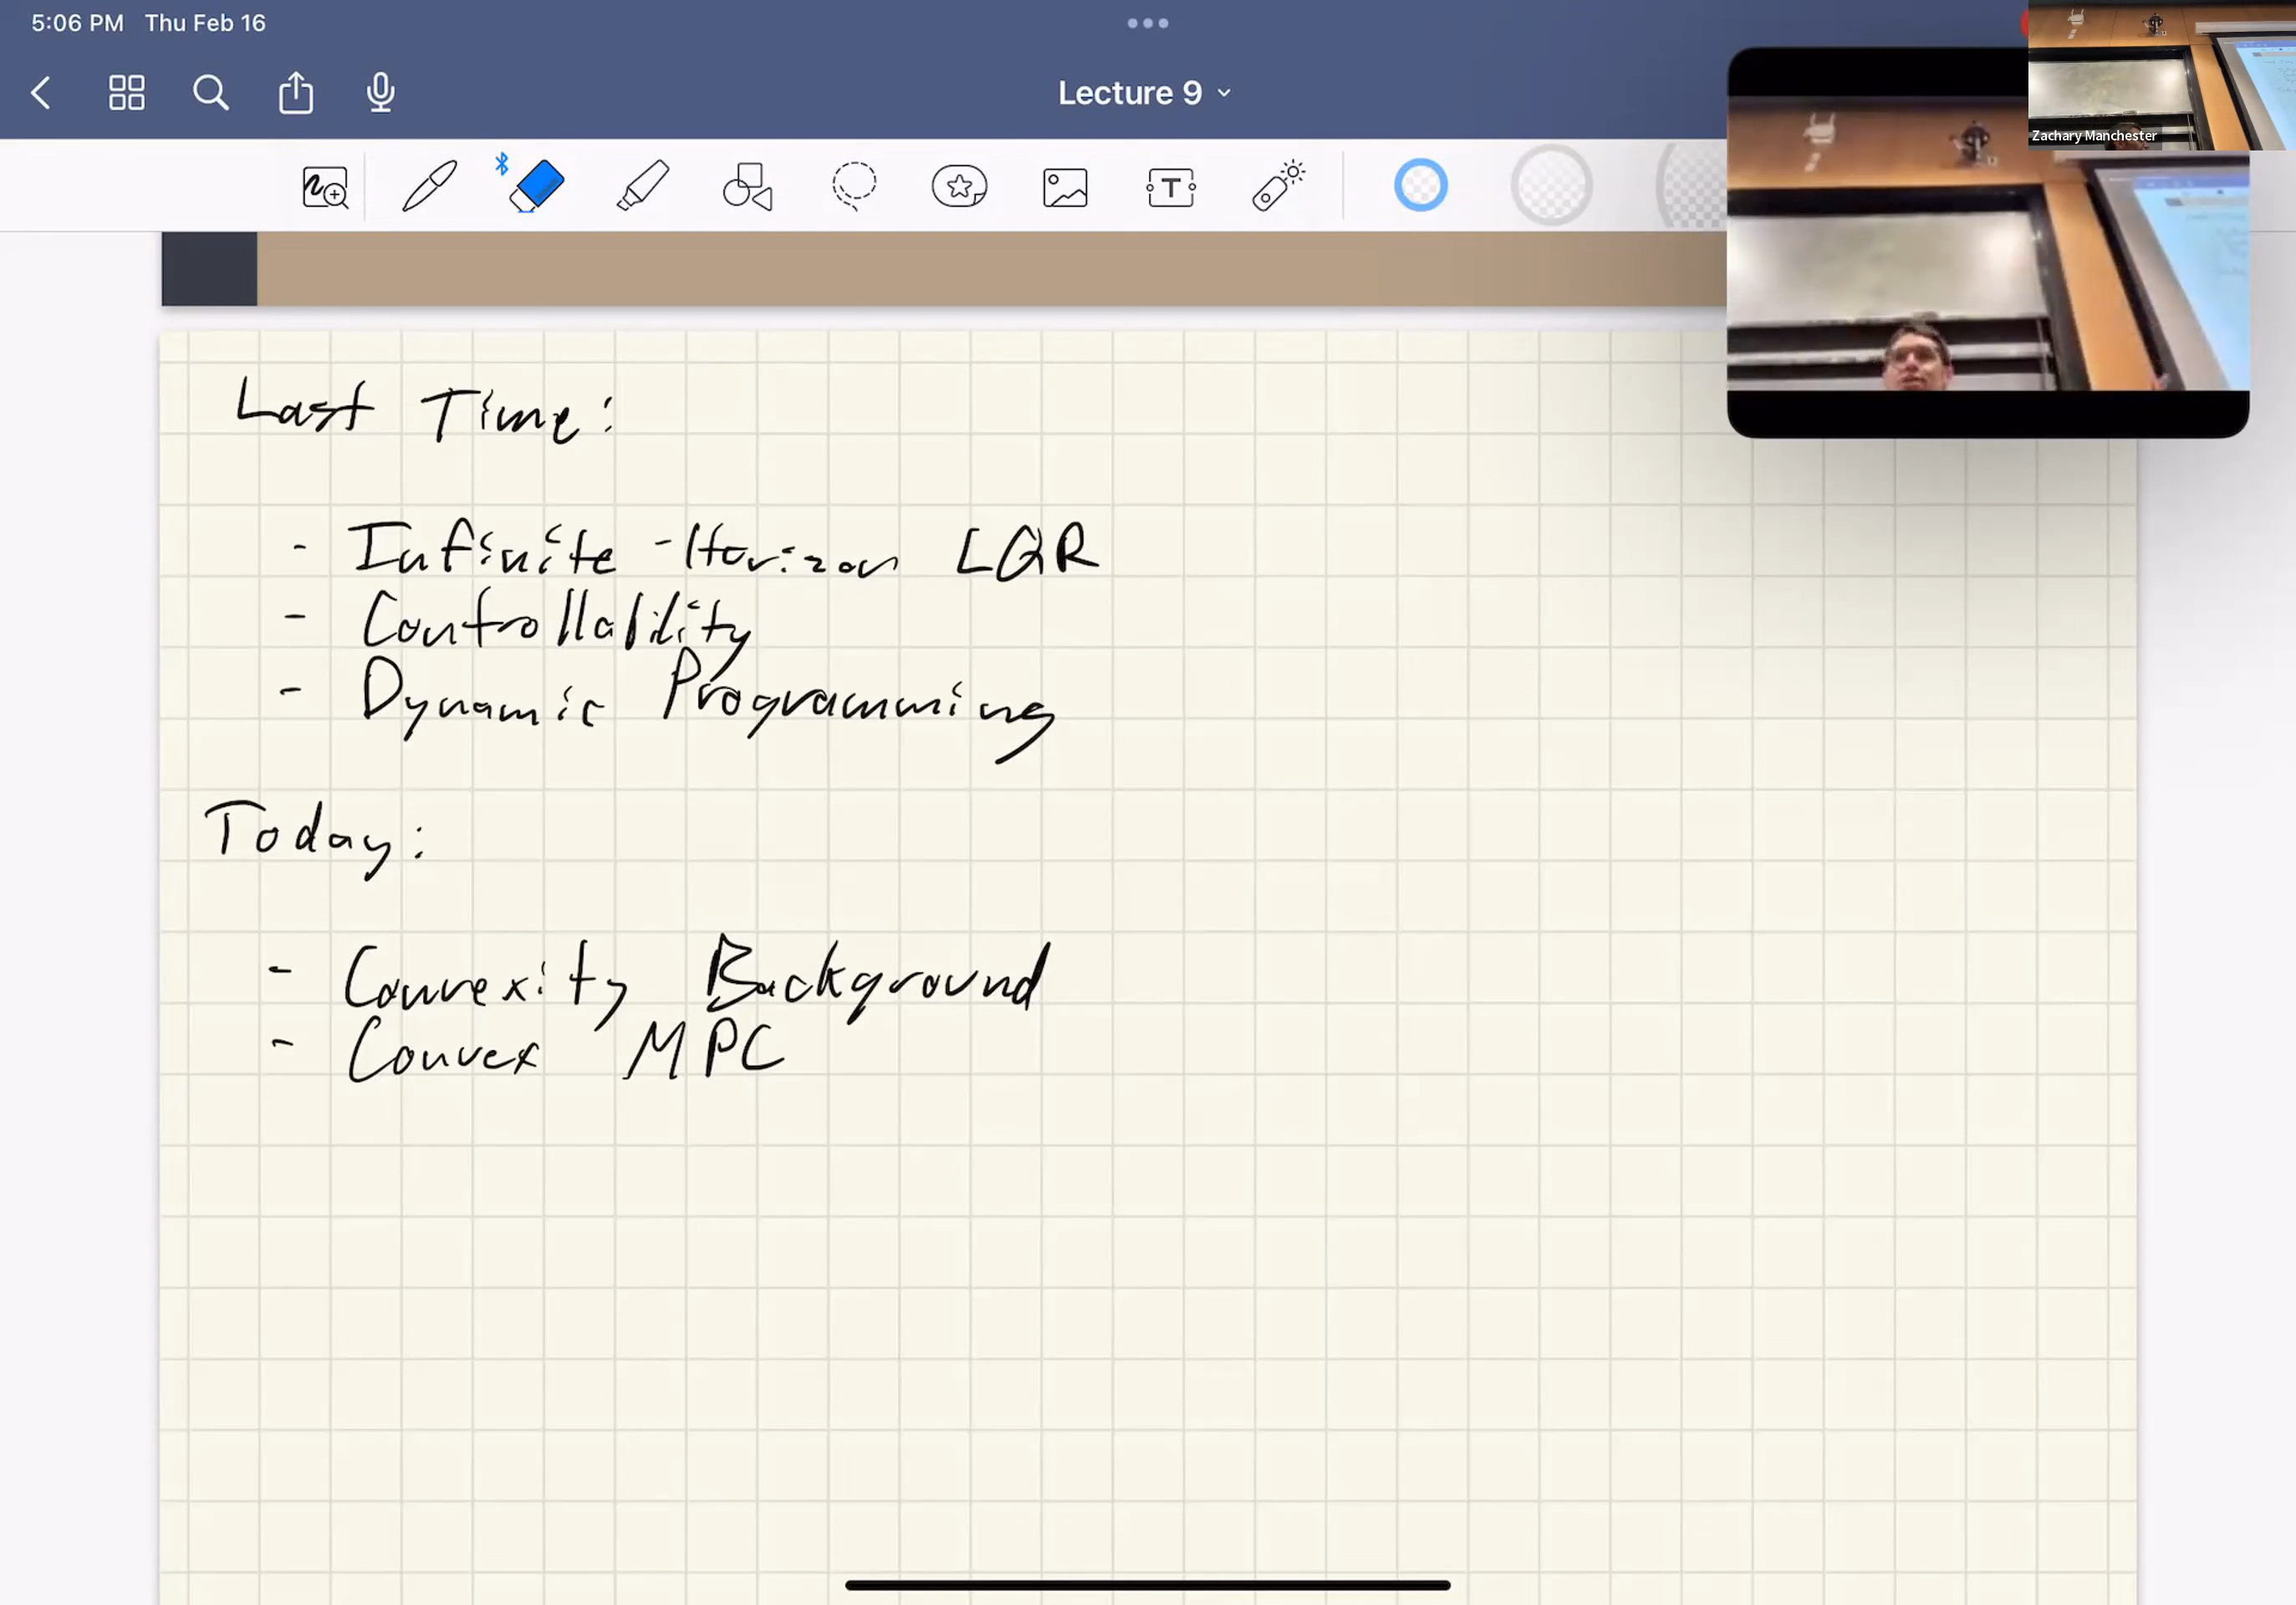 5:06 PM Thu Feb 16
Lecture 9
T
Zachary Manchester
Last Time:
- Infinite-Horizon LQR
- Controllability
- Dynamic Programming
Today:
- Convexity Background
- Convex MPC